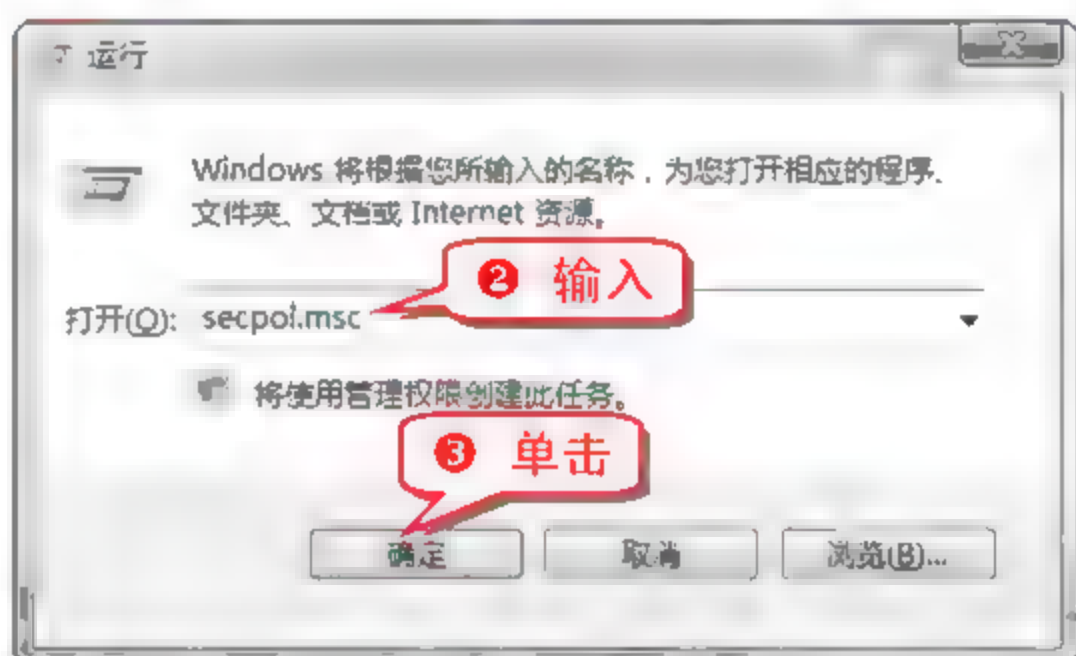 运行
Windows 将根据您所输入的名称，为您打开相应的程序、
文件夹、文档或 Internet 资源。
❷ 输入
打开(O): secpol.msc
将使用管理权限创建此任务。
❸ 单击
确定 取消 浏览(B)...